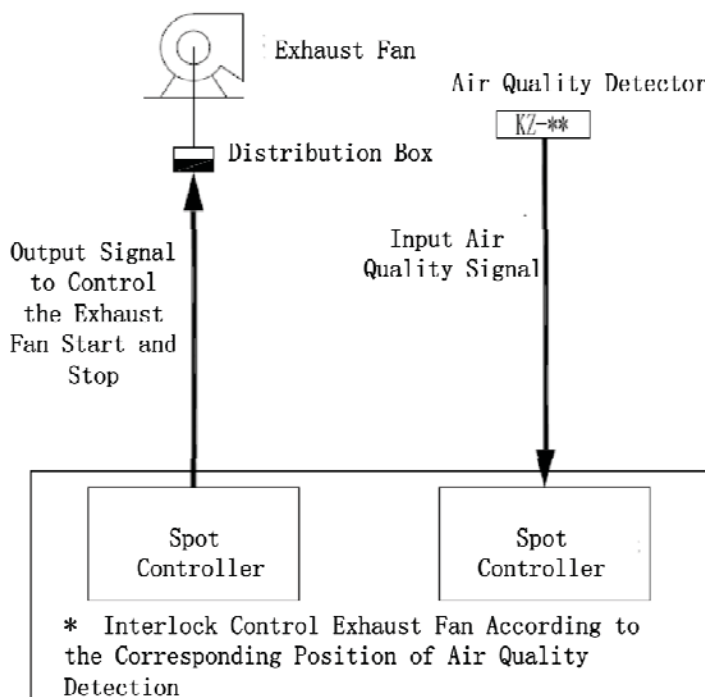 Exhaust Fan
Air Quality Detector
KZ-**
Distribution Box
Output Signal
to Control
the Exhaust
Fan Start and
Stop
Input Air
Quality Signal
Spot
Controller
Spot
Controller
* Interlock Control Exhaust Fan According to
the Corresponding Position of Air Quality
Detection